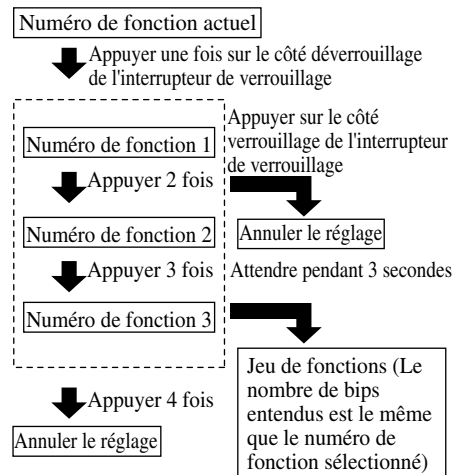 Numéro de fonction actuel
Appuyer une fois sur le côté déverrouillage
de l'interrupteur de verrouillage
Appuyer sur le côté
verrouillage de l'interrupteur
de verrouillage
Numéro de fonction 1
Appuyer 2 fois
Numéro de fonction 2
Annuler le réglage
Appuyer 3 fois
Attendre pendant 3 secondes
Numéro de fonction 3
Jeu de fonctions (Le
nombre de bips
entendus est le même
que le numéro de
fonction sélectionné)
Appuyer 4 fois
Annuler le réglage